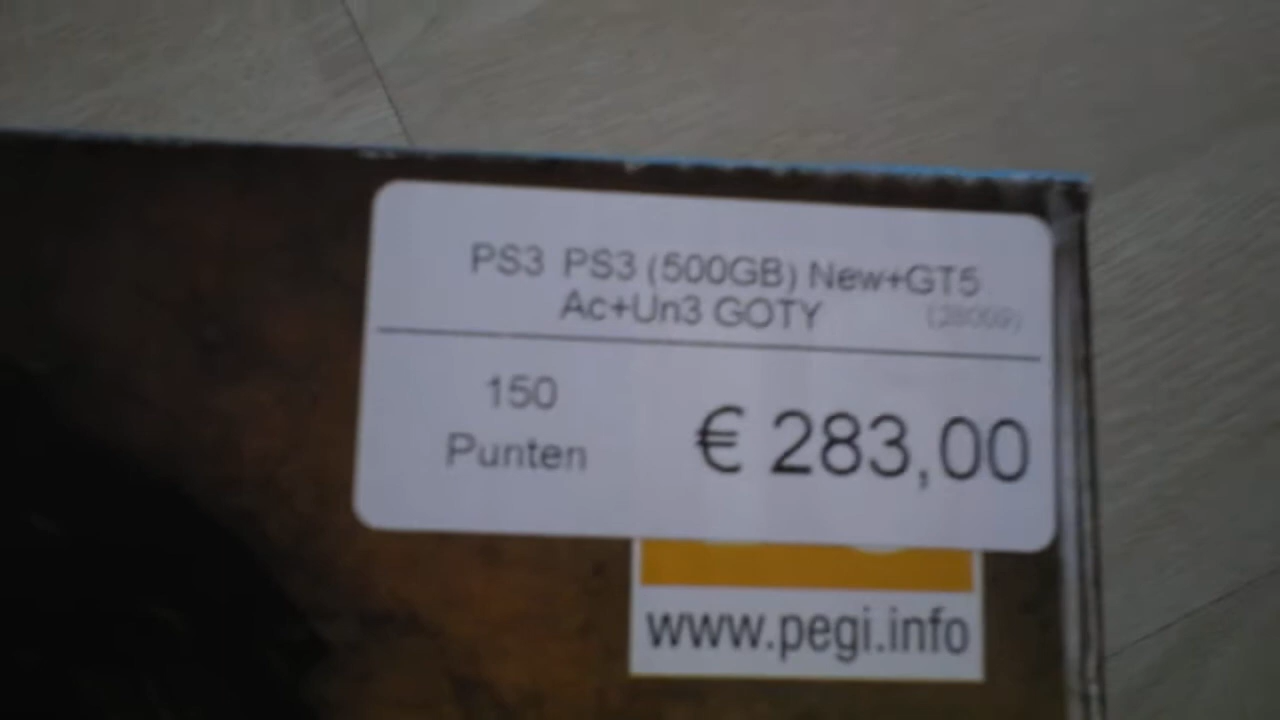 PS3 PS3 (500GB) New+GT5
Ac+Un3 GOTY
150
Punten
€ 283,00
www.pegi.info